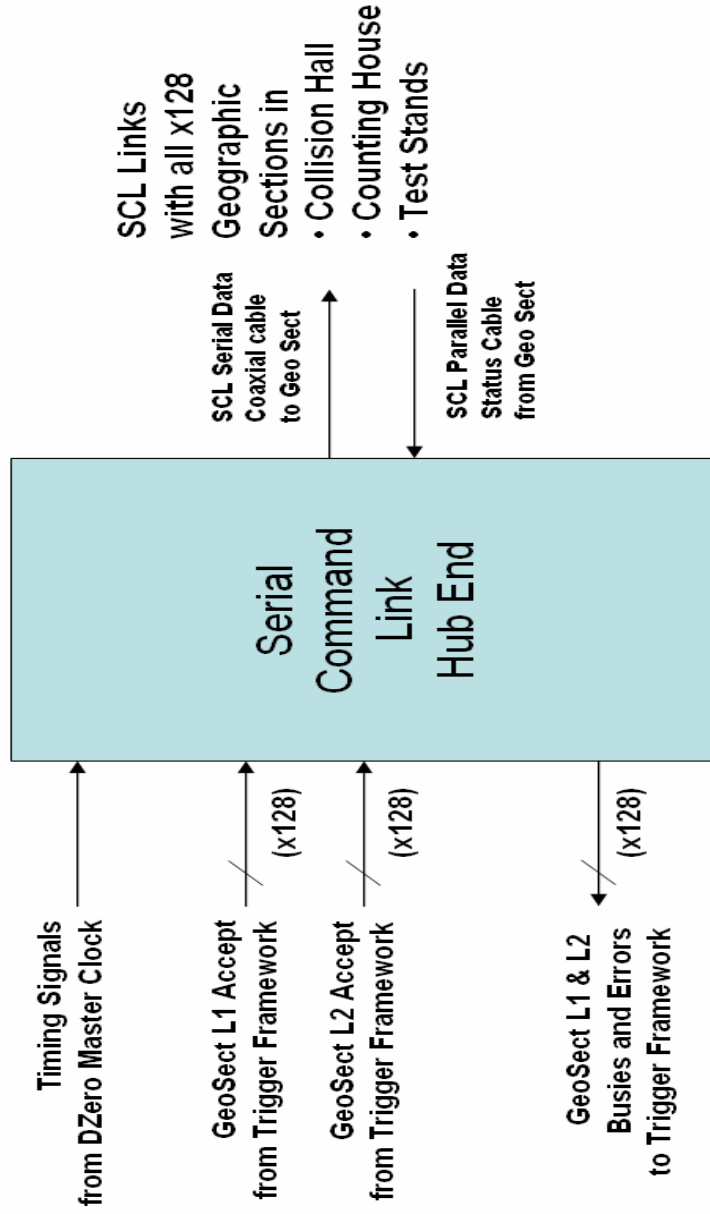 Timing Signals
from DZero Master Clock
GeoSect L1 Accept
from Trigger Framework
(x128)
GeoSect L2 Accept
from Trigger Framework
(x128)
GeoSect L1 & L2
Busies and Errors
to Trigger Framework
(x128)
Serial
Command
Link
Hub End
SCL Serial Data
Coaxial cable
to Geo Sect
SCL Parallel Data
Status Cable
from Geo Sect
SCL Links
with all x128
Geographic
Sections in
• Collision Hall
• Counting House
• Test Stands